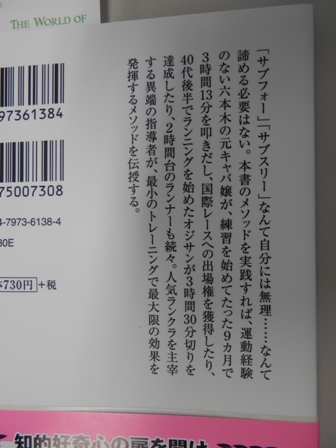 THE WORLD OF
「サブフォー」「サブスリー」なんて自分には無理……なんて
諦める必要はない。本書のメソッドを実践すれば、運動経験
のない六本木の元キャバ嬢が、練習を始めてたった9カ月で
3時間13分を叩きだし、国際レースへの出場権を獲得したり、
40代後半でランニングを始めたオジサンが3時間30分切りを
達成したり、2時間台のランナーも続々。人気ランクラを主宰
する異端の指導者が、最小のトレーニングで最大限の効果を
発揮するメソッドを伝授する。
97361384
75007308
4-7973-6138-4
30E
本体730円+税
知的好奇心の扉を開け